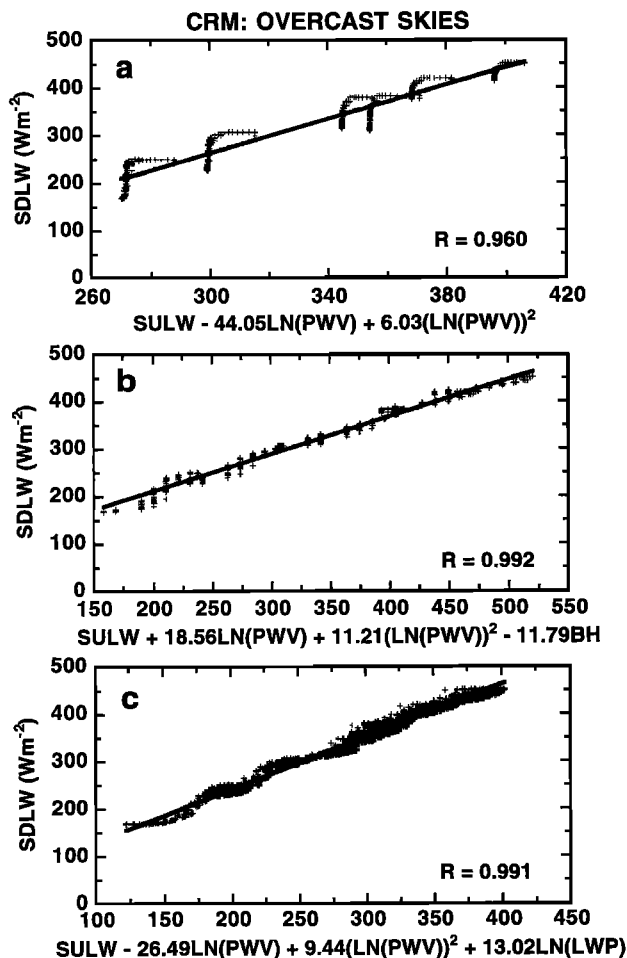 CRM: OVERCAST SKIES
a
500
400
300
200
100
0
SDLW (Wm⁻²)
R = 0.960
260 300 340 380 420
SULW - 44.05LN(PWV) + 6.03(LN(PWV))²
b
500
400
300
200
100
0
SDLW (Wm⁻²)
R = 0.992
150 200 250 300 350 400 450 500 550
SULW + 18.56LN(PWV) + 11.21(LN(PWV))² - 11.79BH
c
500
400
300
200
100
0
SDLW (Wm⁻²)
R = 0.991
100 150 200 250 300 350 400 450
SULW - 26.49LN(PWV) + 9.44(LN(PWV))² + 13.02LN(LWP)